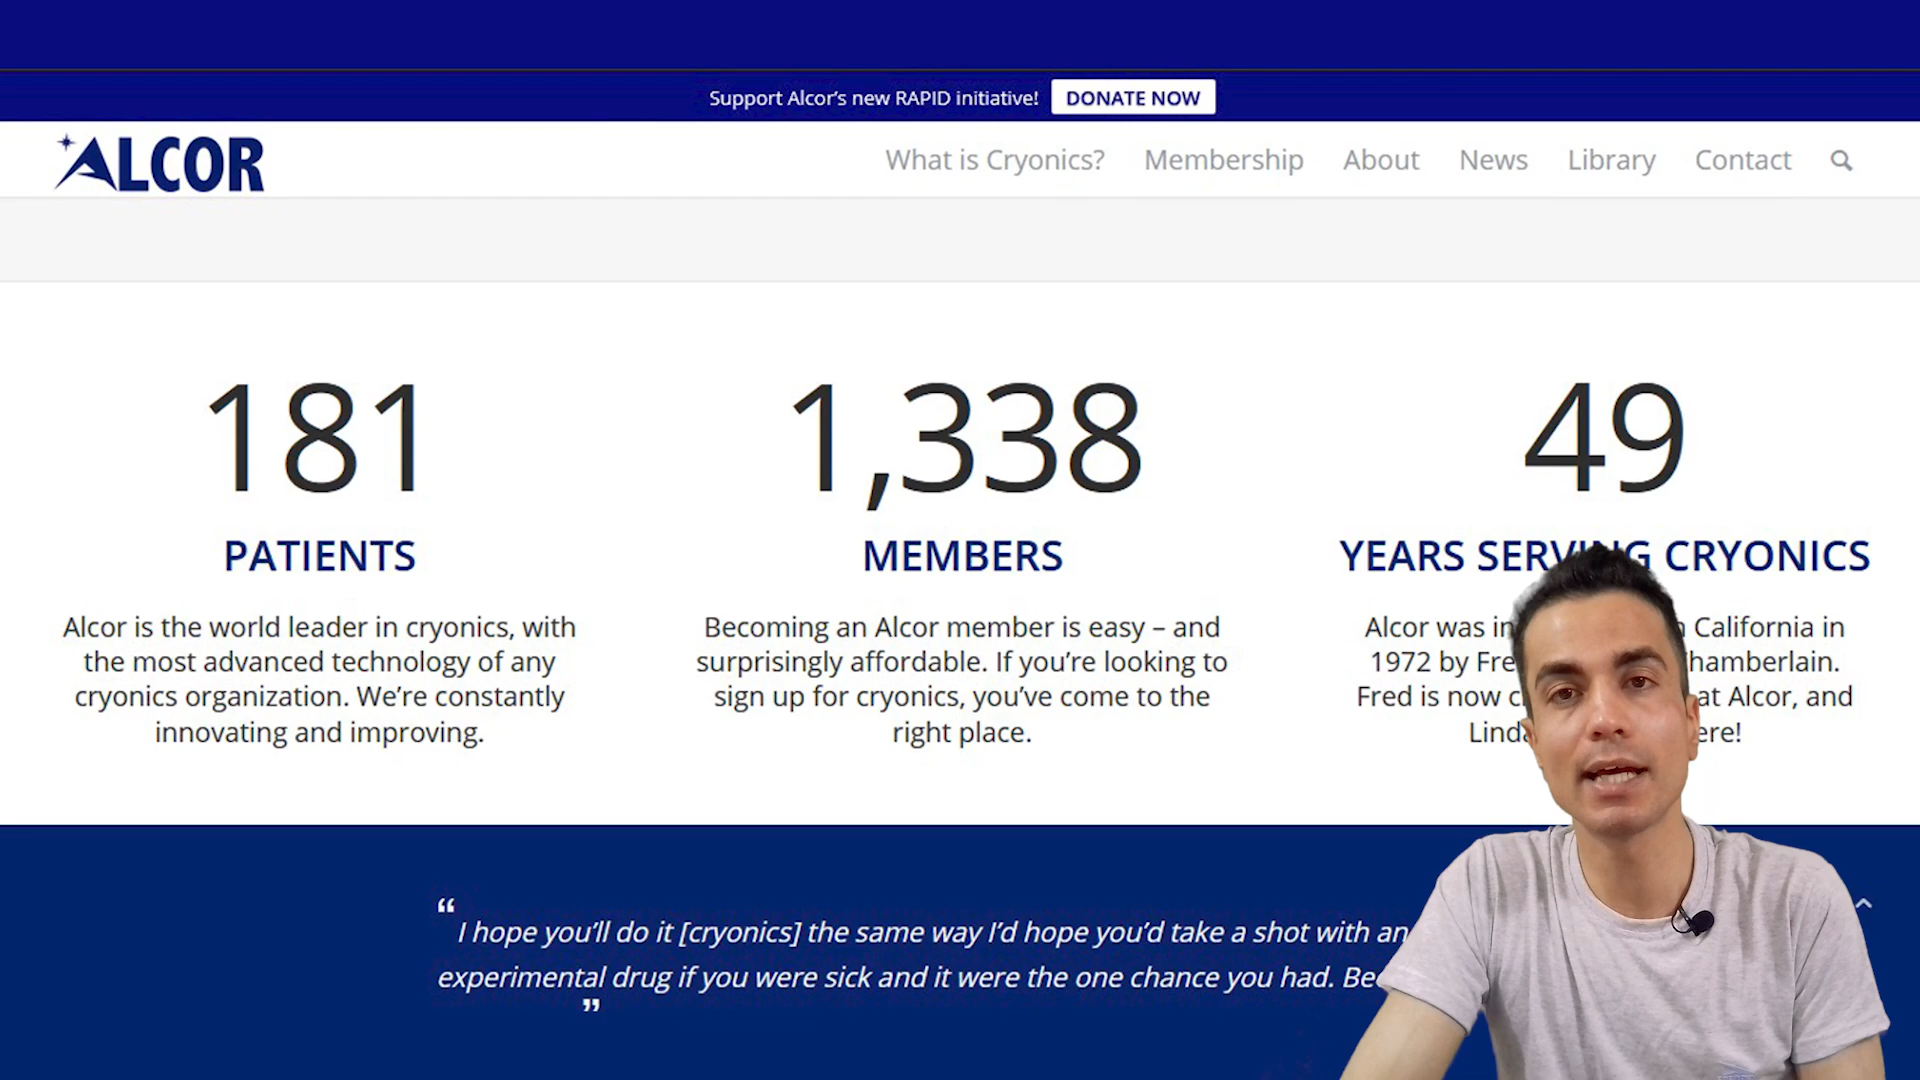 Support Alcor's new RAPID initiative! DONATE NOW
ALCOR
What is Cryonics? Membership About News Library Contact
181
PATIENTS
Alcor is the world leader in cryonics, with
the most advanced technology of any
cryonics organization. We're constantly
innovating and improving.
1,338
MEMBERS
Becoming an Alcor member is easy – and
surprisingly affordable. If you're looking to
sign up for cryonics, you've come to the
right place.
49
YEARS CRYONICS
Alcor was California in
1972 by
Fred is now at Alcor, and
“ I hope you'll do it [cryonics] the same way I'd hope you'd take a shot with an
experimental drug if you were sick and it were the one chance you had.
”